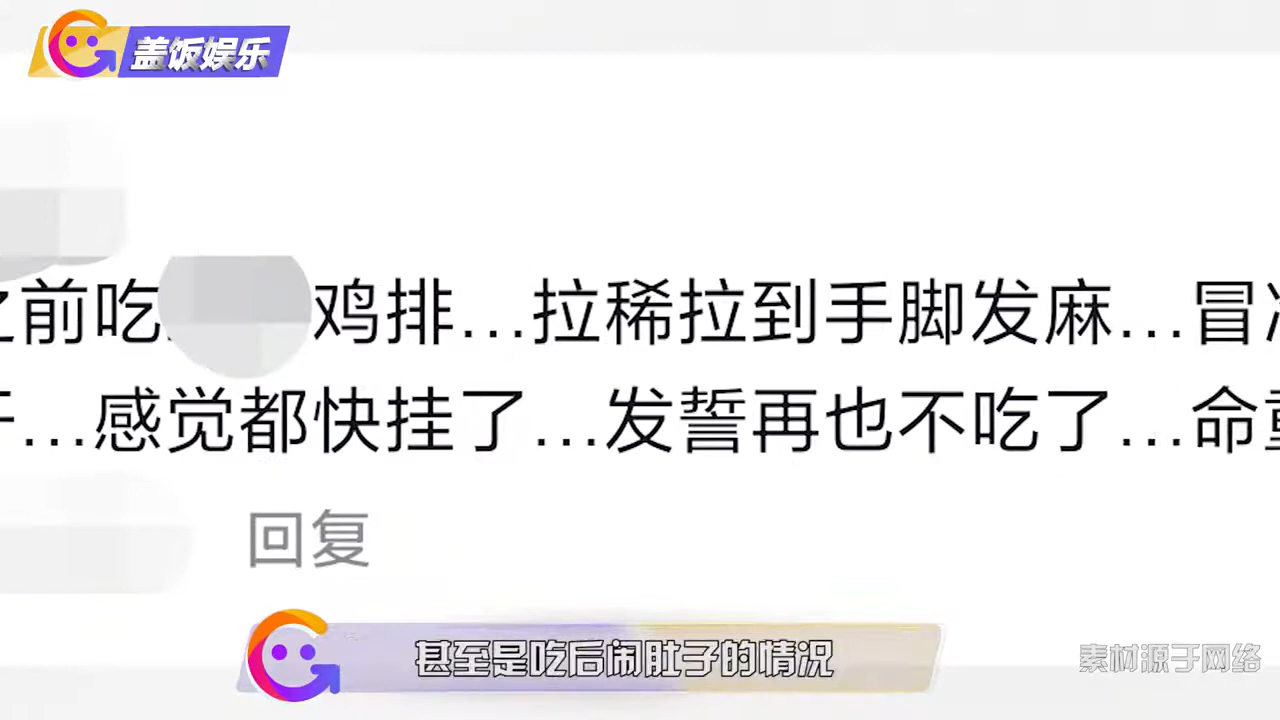 盖饭娱乐
前吃 鸡排...拉稀拉到手脚发麻...冒
...感觉都快挂了...发誓再也不吃了...命
回复
甚至是吃后闹肚子的情况
素材源于网络